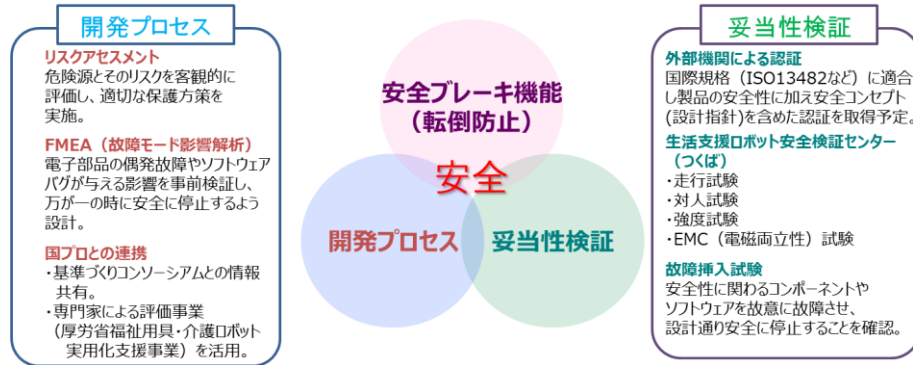 開発プロセス
リスクアセスメント
危険源とそのリスクを客観的に
評価し、適切な保護方策を
実施。
FMEA（故障モード影響解析）
電子部品の偶発故障やソフトウェア
バグが与える影響を事前検証し、
万が一の時に安全に停止するよう
設計。
国プロとの連携
・基準づくりコンソーシアムとの情報
共有。
・専門家による評価事業
（厚労省福祉用具・介護ロボット
実用化支援事業）を活用。
安全ブレーキ機能
（転倒防止）
安全
開発プロセス
妥当性検証
妥当性検証
外部機関による認証
国際規格（ISO13482など）に適合
し製品の安全性に加え安全コンセプト
(設計指針)を含めた認証を取得予定。
生活支援ロボット安全検証センター
（つくば）
・走行試験
・対人試験
・強度試験
・EMC（電磁両立性）試験
故障挿入試験
安全性に関わるコンポーネントや
ソフトウェアを故意に故障させ、
設計通り安全に停止することを確認。